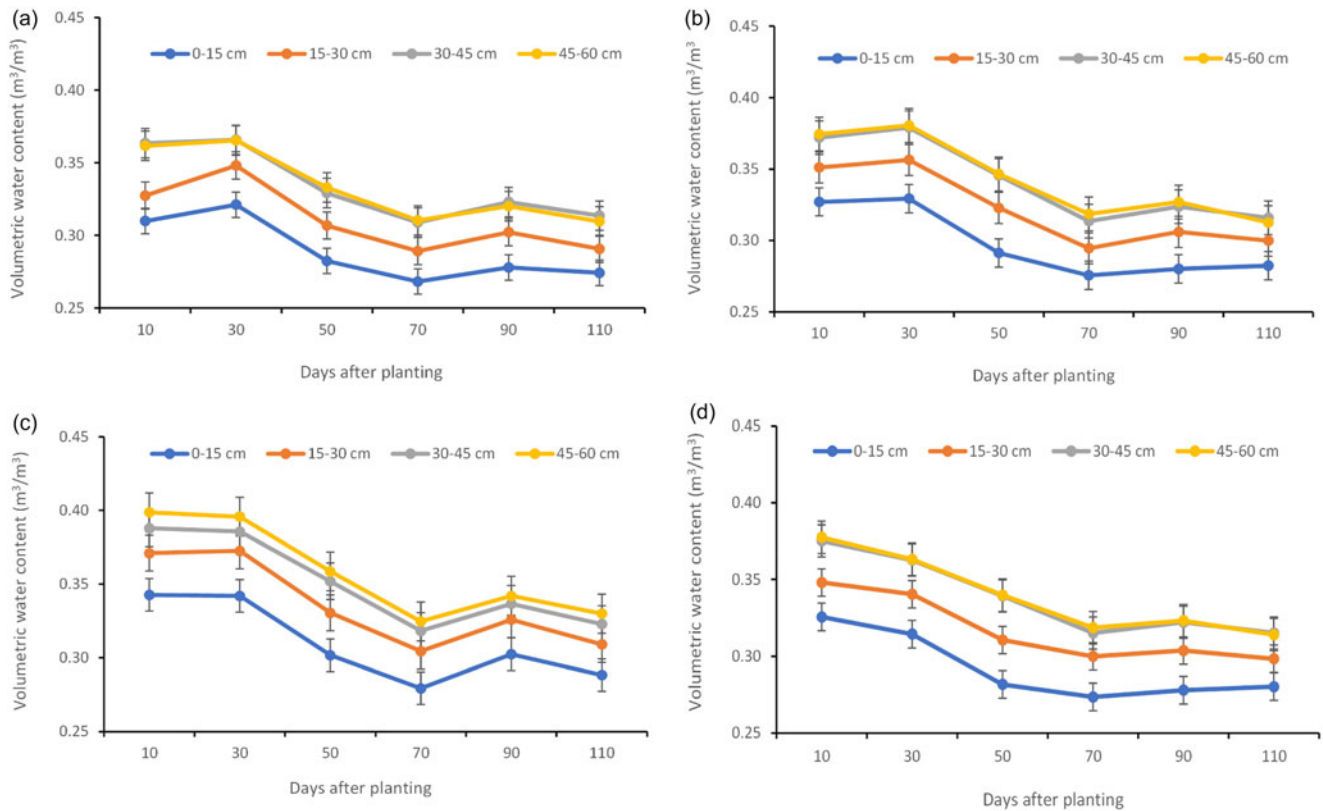 (a)
0.45
0-15 cm 15-30 cm 30-45 cm 45-60 cm
0.40
0.35
0.30
0.25
Volumetric water content (m³/m³)
10 30 50 70 90 110
Days after planting
(b)
0.45
0-15 cm 15-30 cm 30-45 cm 45-60 cm
0.40
0.35
0.30
0.25
Volumetric water content (m³/m³
10 30 50 70 90 110
Days after planting
(c)
0.45
0-15 cm 15-30 cm 30-45 cm 45-60 cm
0.40
0.35
0.30
0.25
Volumetric water content (m³/m³)
10 30 50 70 90 110
Days after planting
(d)
0.45
0-15 cm 15-30 cm 30-45 cm 45-60 cm
0.40
0.35
0.30
0.25
Volumetric water content (m³/m³)
10 30 50 70 90 110
Days after planting